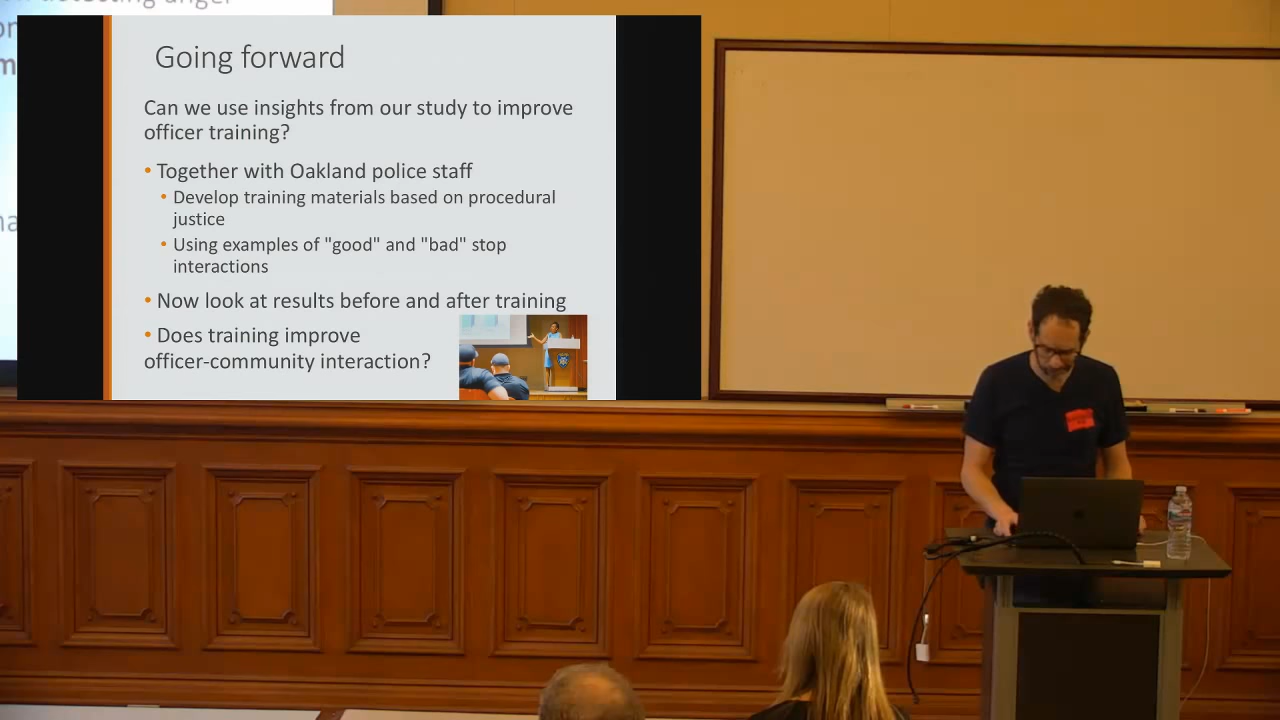 detecting anger
Going forward
Can we use insights from our study to improve
officer training?
• Together with Oakland police staff
• Develop training materials based on procedural
justice
• Using examples of "good" and "bad" stop
interactions
• Now look at results before and after training
• Does training improve
officer-community interaction?